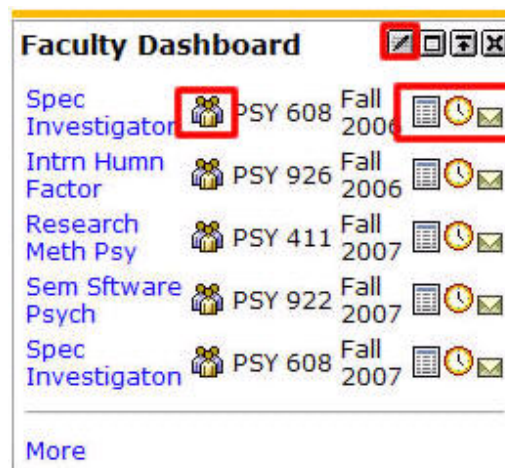 Faculty Dashboard
Spec
Investigaton PSY 608 Fall 2006
Intrn Humn
Factor PSY 926 Fall 2006
Research
Meth Psy PSY 411 Fall 2007
Sem Sftware
Psych PSY 922 Fall 2007
Spec
Investigaton PSY 608 Fall 2007
More